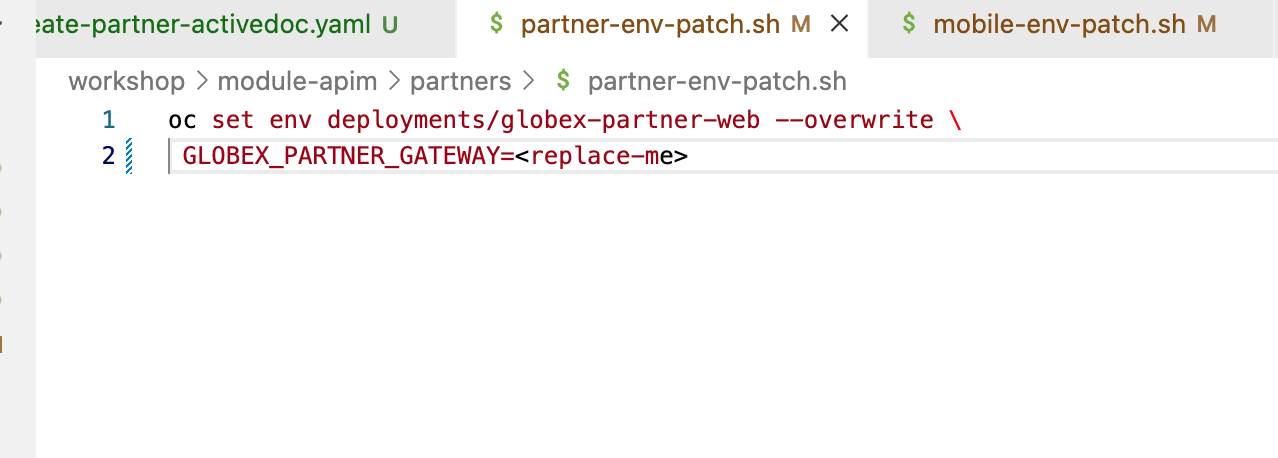 eate-partner-activedoc.yaml U
$ partner-env-patch.sh M ×
$ mobile-env-patch.sh M
workshop > module-apim > partners > $ partner-env-patch.sh
1 oc set env deployments/globex-partner-web --overwrite \
2 GLOBEX_PARTNER_GATEWAY=<replace-me>